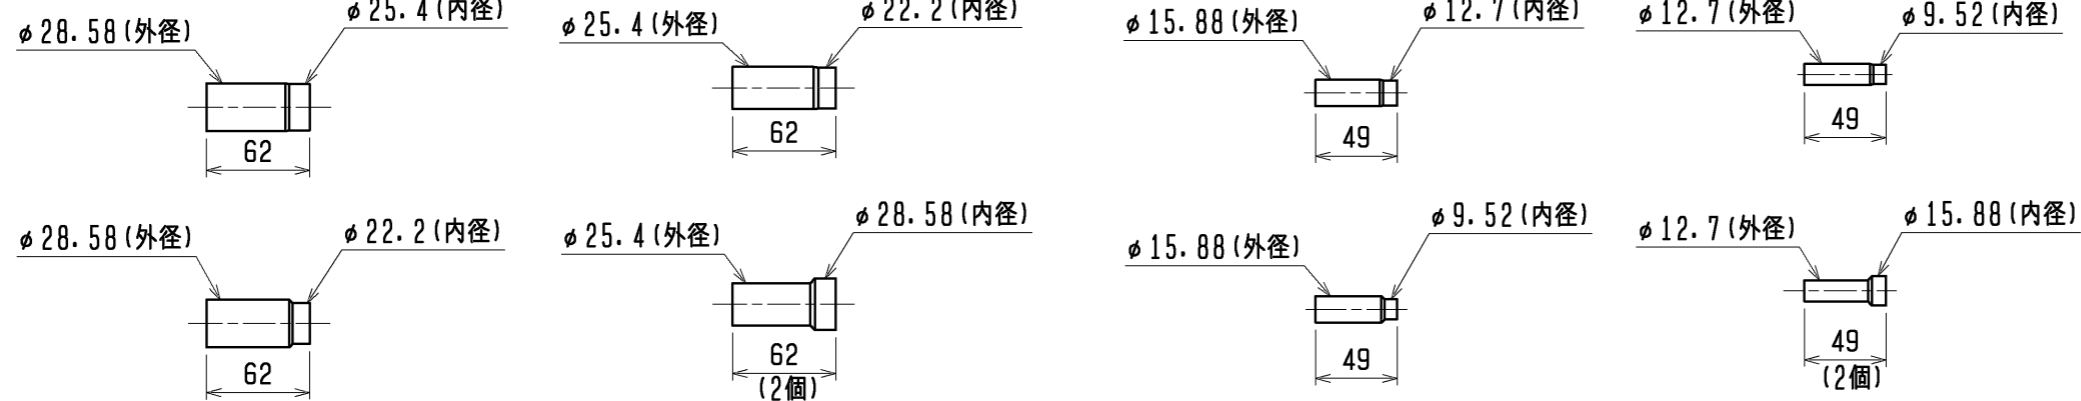 φ28.58(外径)
φ25.4(内径)
62
φ25.4(外径)
φ22.2(内径)
62
φ15.88(外径)
φ12.7(内径)
49
φ12.7(外径)
φ9.52(内径)
49
φ28.58(外径)
φ22.2(内径)
62
φ25.4(外径)
φ28.58(内径)
62
(2個)
φ15.88(外径)
φ9.52(内径)
49
φ12.7(外径)
φ15.88(内径)
49
(2個)